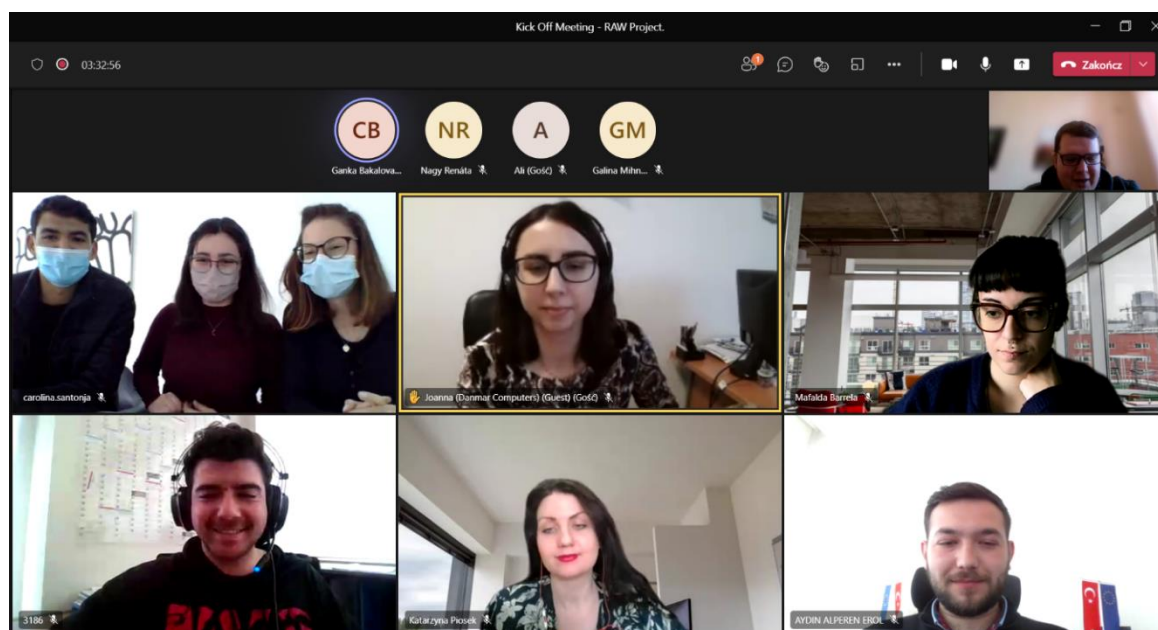 Kick Off Meeting - RAW Project.
03:32:56
1
Zakończ
CB
NR
A
GM
Ganka Bakalova...
Nagy Renáta
Ali (Gość)
Galina Mihn...
carolina.santonja
Joanna (Danmar Computers) (Guest) (Gość)
Mafalda Barrela
3186
Katarzyna Piosek
AYDIN ALPEREN EROL